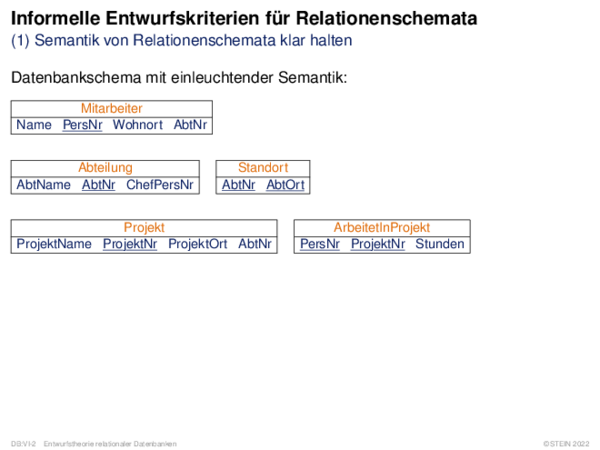 Informelle Entwurfskriterien für Relationenschemata
(1) Semantik von Relationenschemata klar halten
Datenbankschema mit einleuchtender Semantik:
Mitarbeiter
Name PersNr Wohnort AbtNr
Abteilung Standort
AbtName AbtNr ChefPersNr AbtNr AbtOrt
Projekt ArbeitetInProjekt
ProjektName ProjektNr ProjektOrt AbtNr PersNr ProjektNr Stunden
DB:VI-2 Entwurfstheorie relationaler Datenbanken ©STEIN 2022